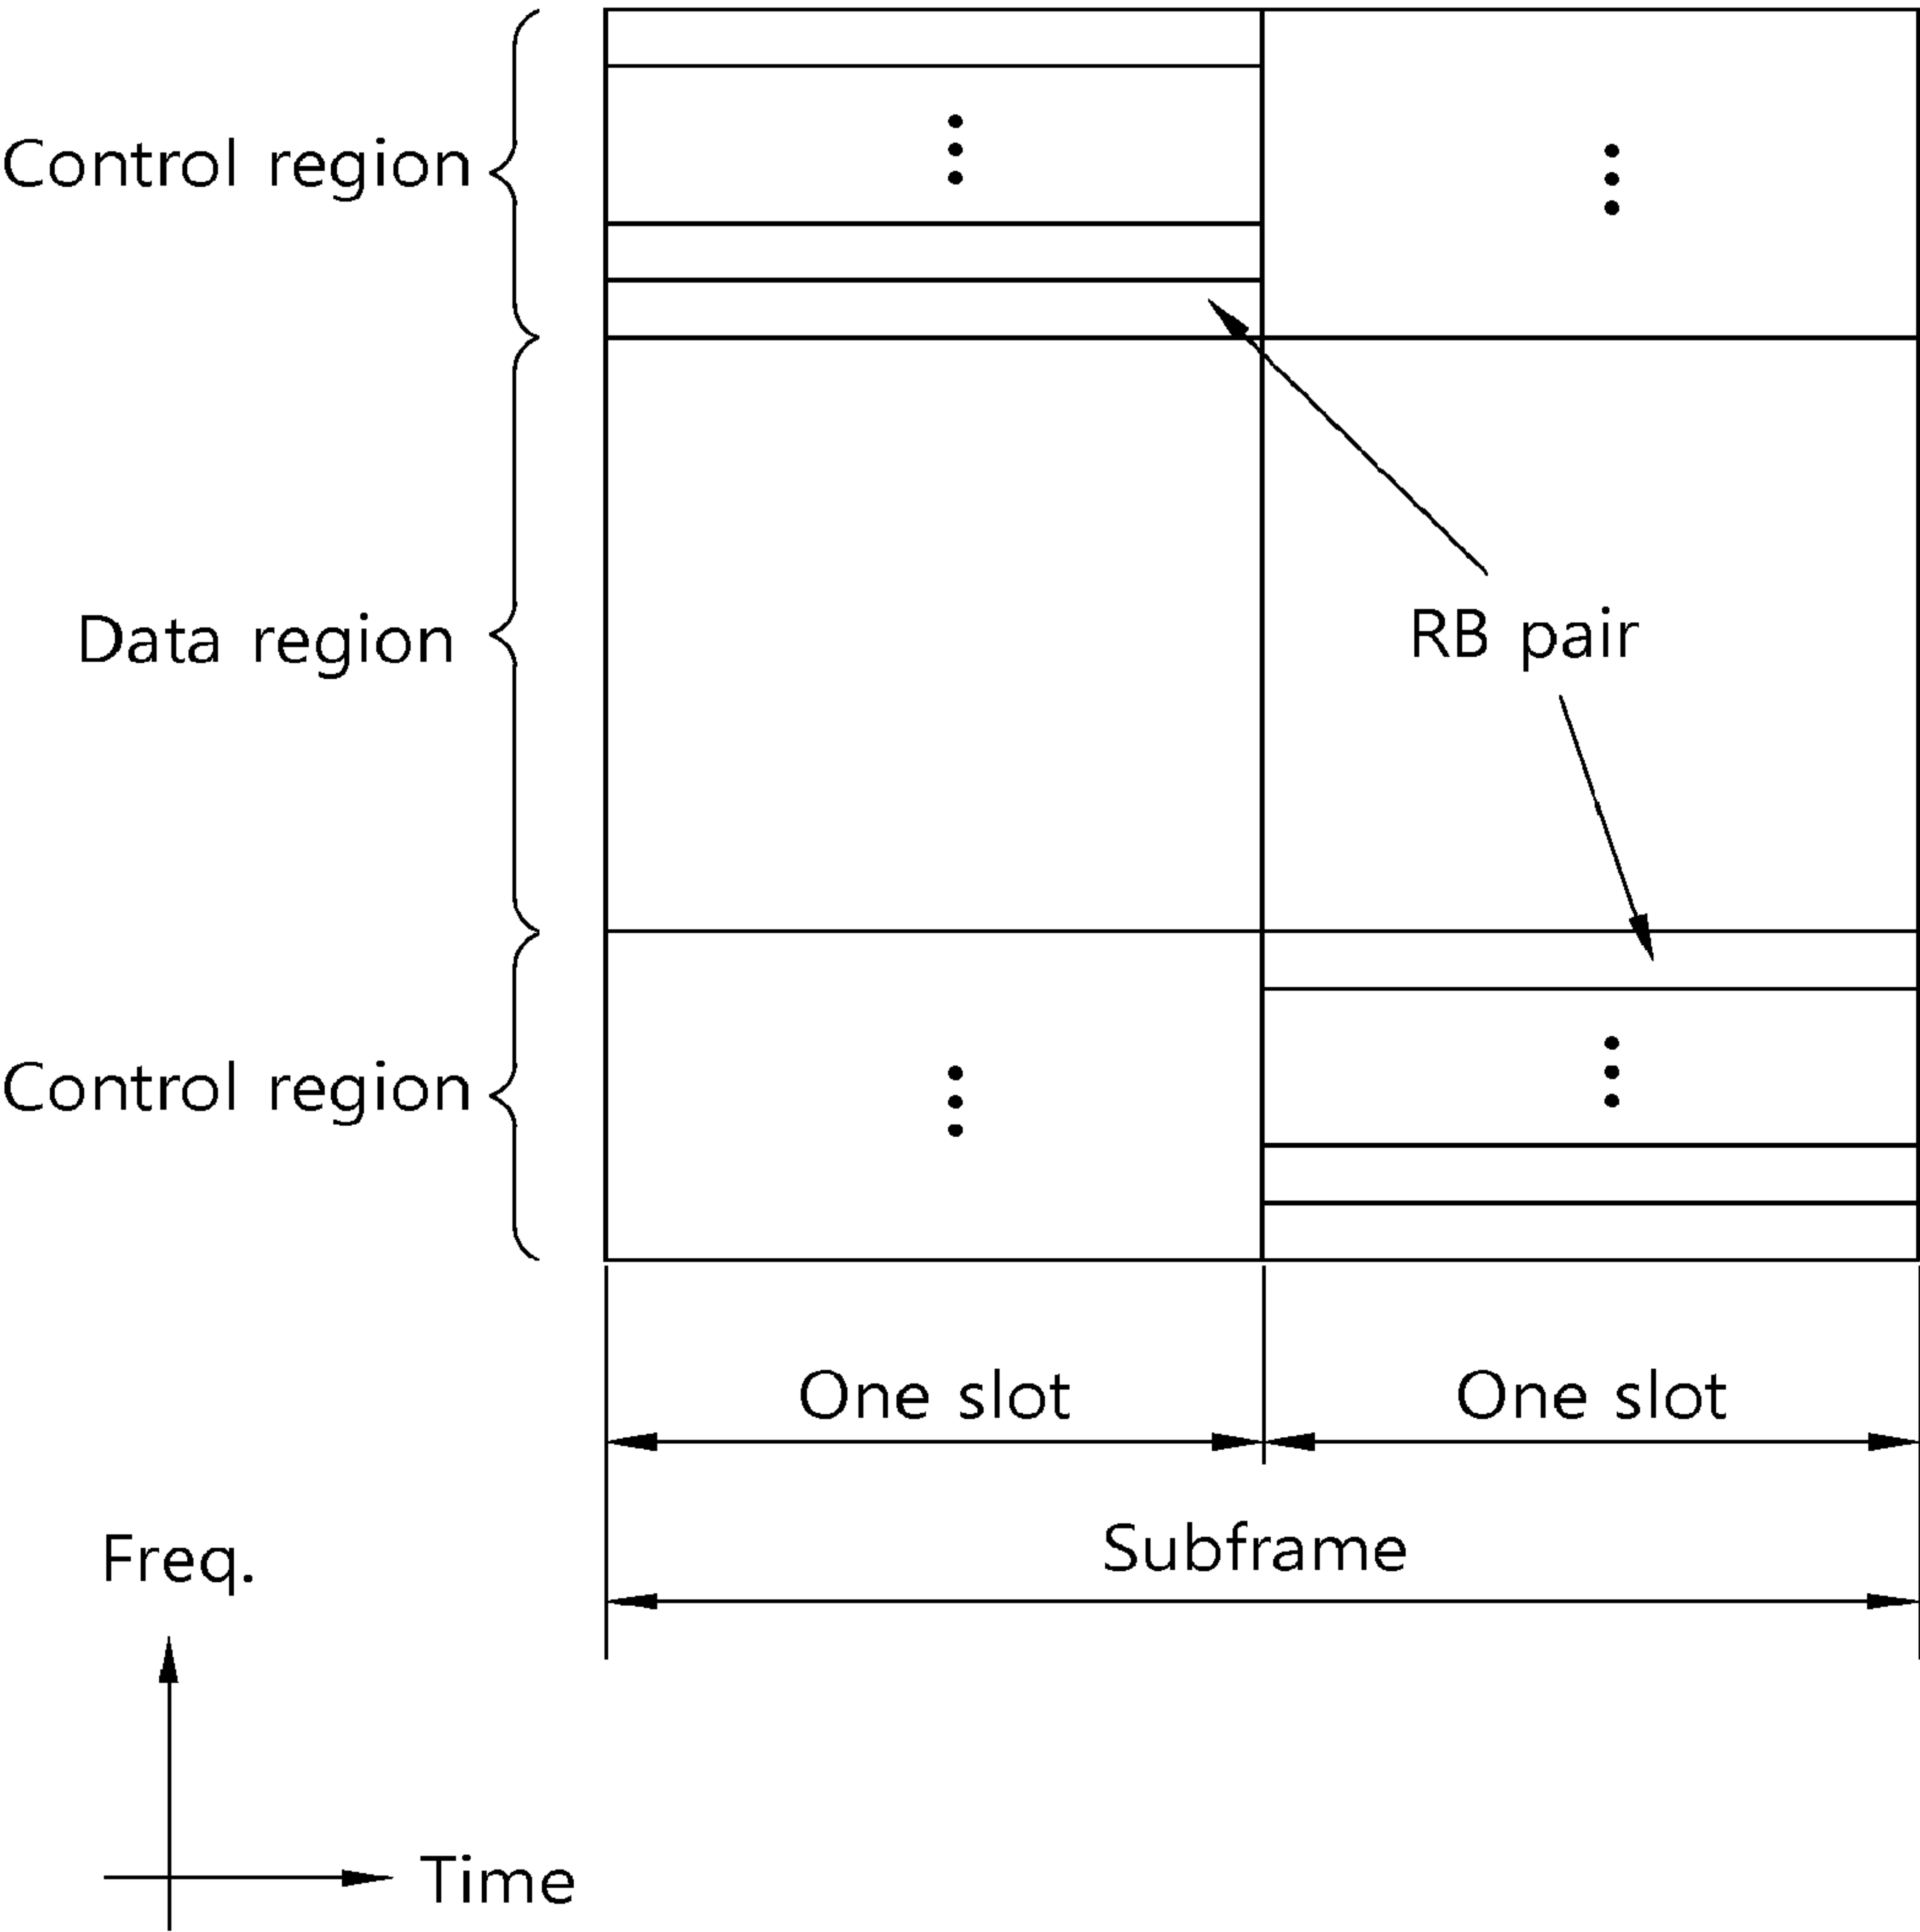 Control region
Data region
RB pair
Control region
One slot
One slot
Subframe
Freq.
Time